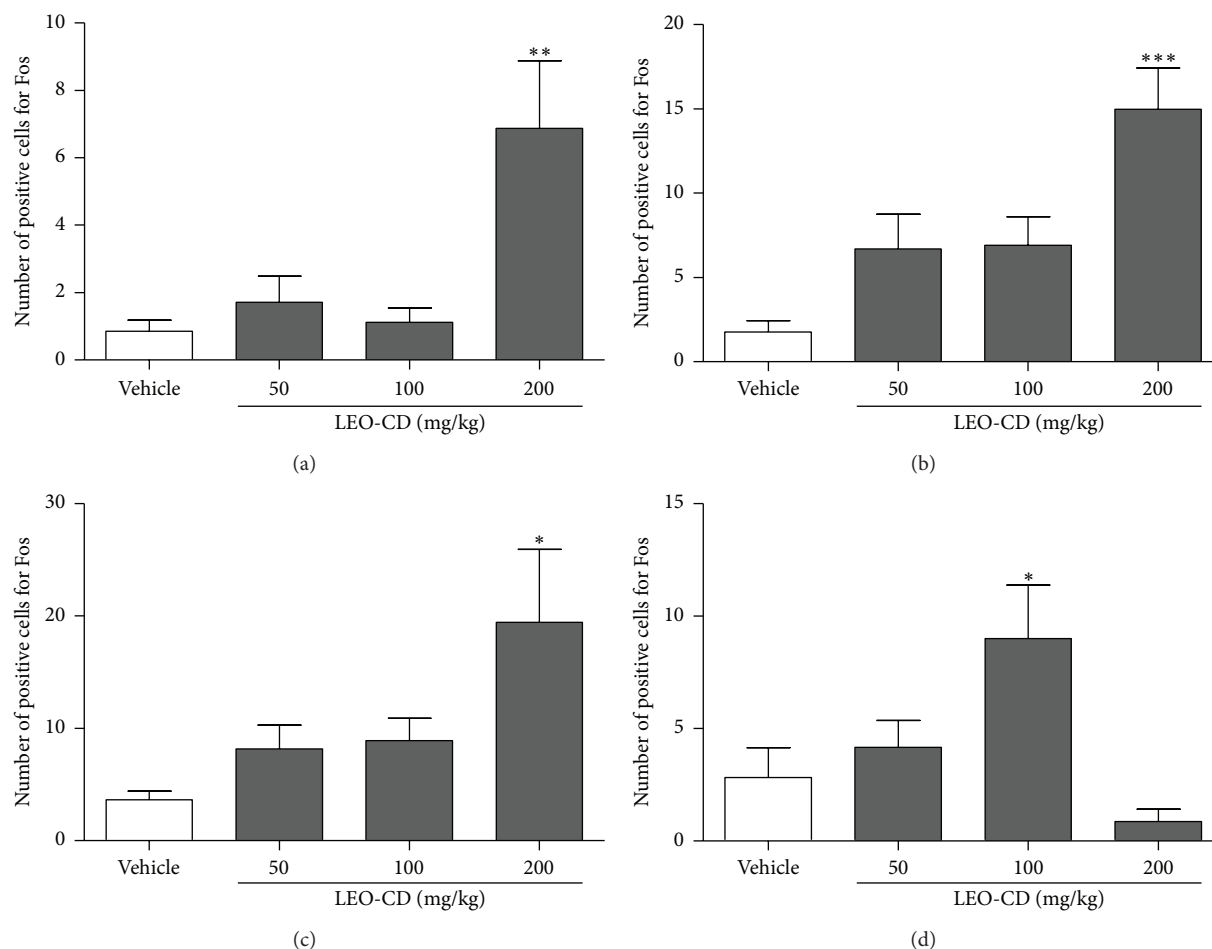 Number of positive cells for Fos
10
8
6
4
2
0
**
Vehicle
50
100
200
LEO-CD (mg/kg)
(a)
Number of positive cells for Fos
20
15
10
5
0
***
Vehicle
50
100
200
LEO-CD (mg/kg)
(b)
Number of positive cells for Fos
30
20
10
0
*
Vehicle
50
100
200
LEO-CD (mg/kg)
(c)
Number of positive cells for Fos
15
10
5
0
*
Vehicle
50
100
200
LEO-CD (mg/kg)
(d)